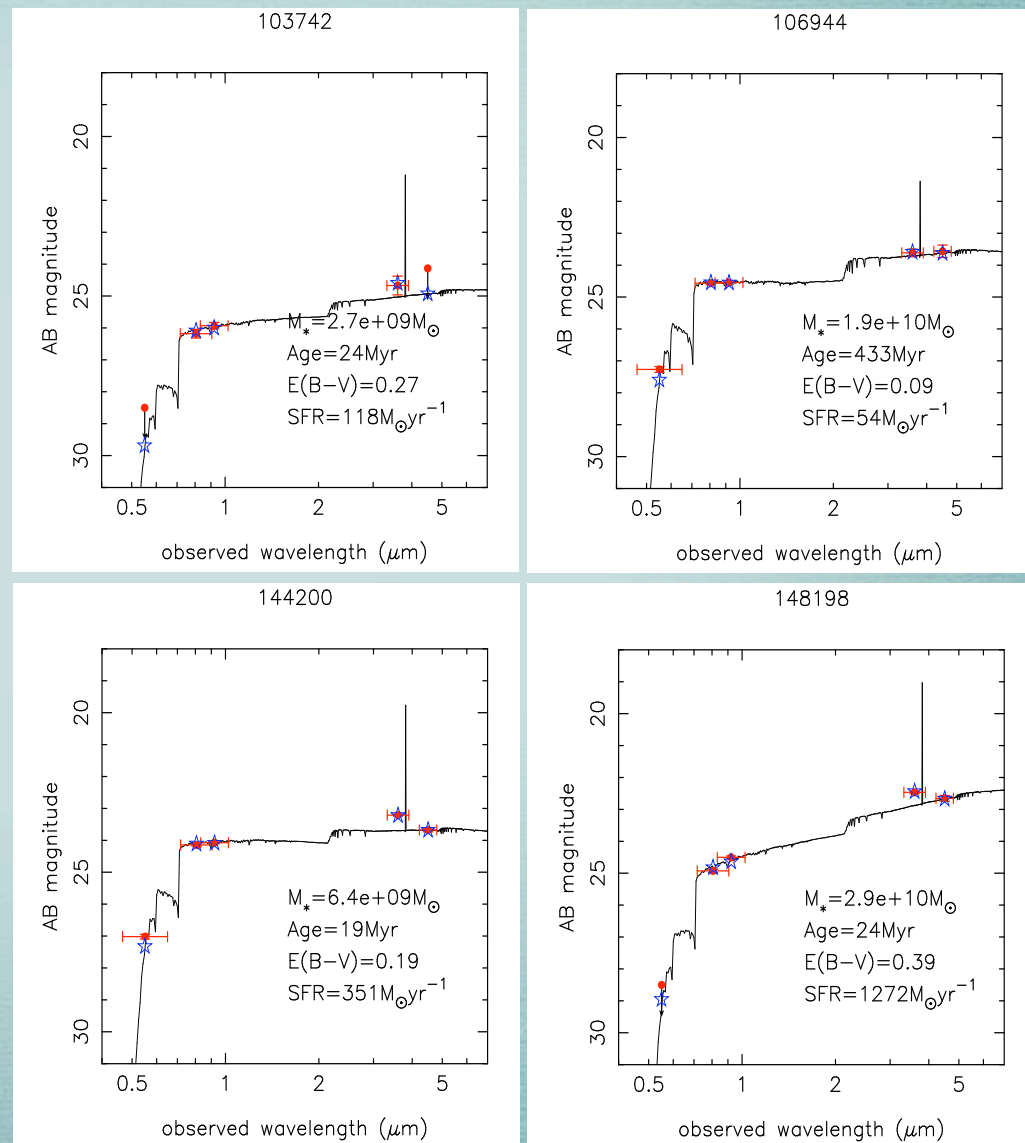 103742
20
25
30
AB magnitude
M*=2.7e+09M⊙
Age=24Myr
E(B−V)=0.27
SFR=118M⊙yr−1
0.5 1 2 5
observed wavelength (μm)
106944
20
25
30
AB magnitude
M*=1.9e+10M⊙
Age=433Myr
E(B−V)=0.09
SFR=54M⊙yr−1
0.5 1 2 5
observed wavelength (μm)
144200
20
25
30
AB magnitude
M*=6.4e+09M⊙
Age=19Myr
E(B−V)=0.19
SFR=351M⊙yr−1
0.5 1 2 5
observed wavelength (μm)
148198
20
25
30
AB magnitude
M*=2.9e+10M⊙
Age=24Myr
E(B−V)=0.39
SFR=1272M⊙yr−1
0.5 1 2 5
observed wavelength (μm)